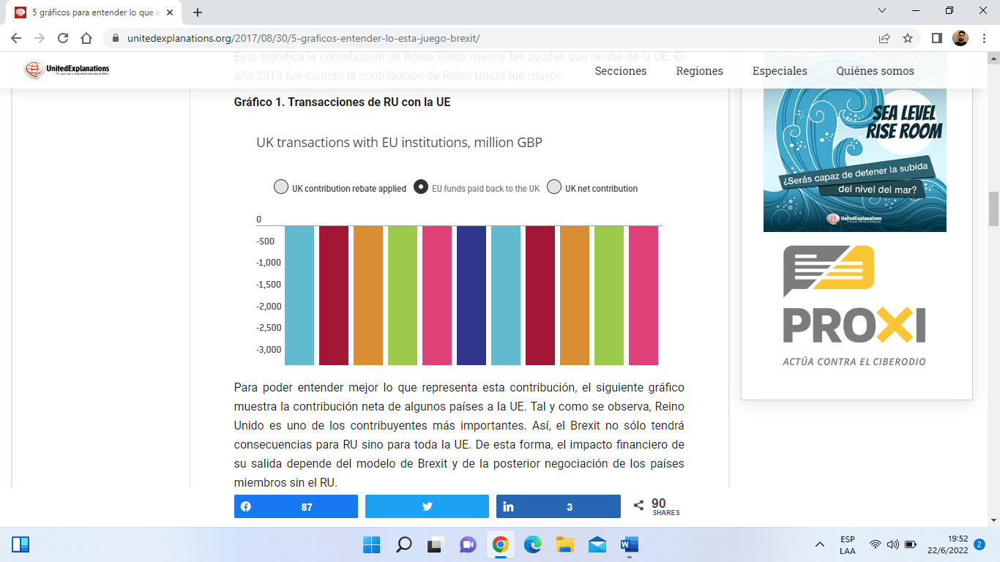 5 gráficos para entender lo que e
unitedexplanations.org/2017/08/30/5-graficos-entender-lo-esta-juego-brexit/
Esto significa la contribución de Reino Unido menos las ayudas que recibe de la UE. El
año 2013 fue cuando la contribución de Reino Unido fue mayor.
UnitedExplanations
The easy way to understand international affairs
Secciones Regiones Especiales Quiénes somos
Gráfico 1. Transacciones de RU con la UE
UK transactions with EU institutions, million GBP
UK contribution rebate applied EU funds paid back to the UK UK net contribution
0
-500
-1,000
-1,500
-2,000
-2,500
-3,000
Para poder entender mejor lo que representa esta contribución, el siguiente gráfico
muestra la contribución neta de algunos países a la UE. Tal y como se observa, Reino
Unido es uno de los contribuyentes más importantes. Así, el Brexit no sólo tendrá
consecuencias para RU sino para toda la UE. De esta forma, el impacto financiero de
su salida depende del modelo de Brexit y de la posterior negociación de los países
miembros sin el RU.
87
in 3
90
SHARES
SEA LEVEL
RISE ROOM
¿Serás capaz de detener la subida
del nivel del mar?
UnitedExplanations
PROXI
ACTÚA CONTRA EL CIBERODIO
ESP
LAA
19:52
22/6/2022
2